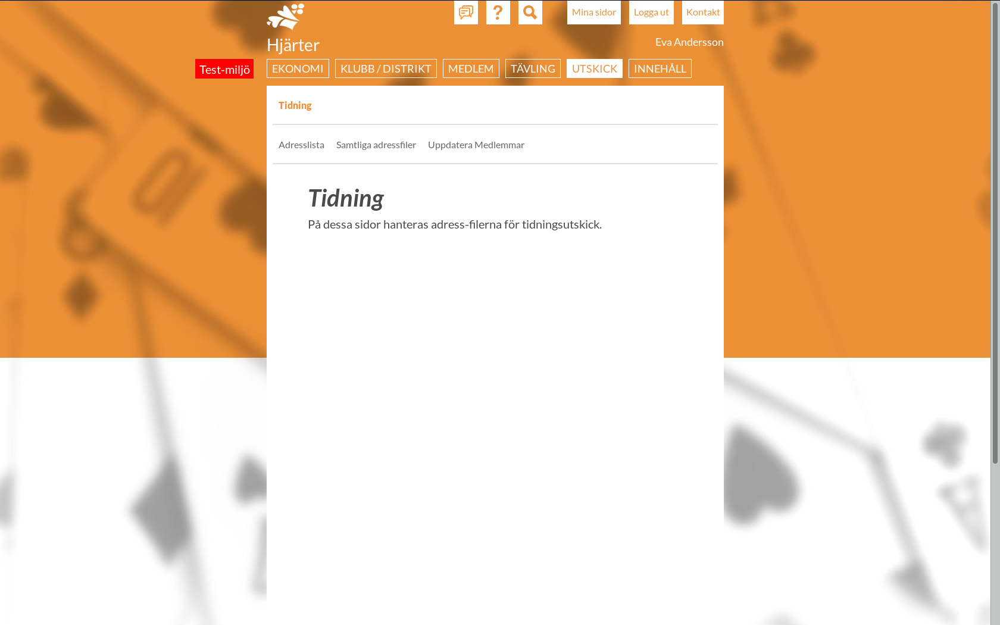 ?
Mina sidor
Logga ut
Kontakt
Hjärter
Eva Andersson
Test-miljö
EKONOMI
KLUBB / DISTRIKT
MEDLEM
TÄVLING
UTSKICK
INNEHÅLL
Tidning
Adresslista
Samtliga adressfiler
Uppdatera Medlemmar
Tidning
På dessa sidor hanteras adress-filerna för tidningsutskick.